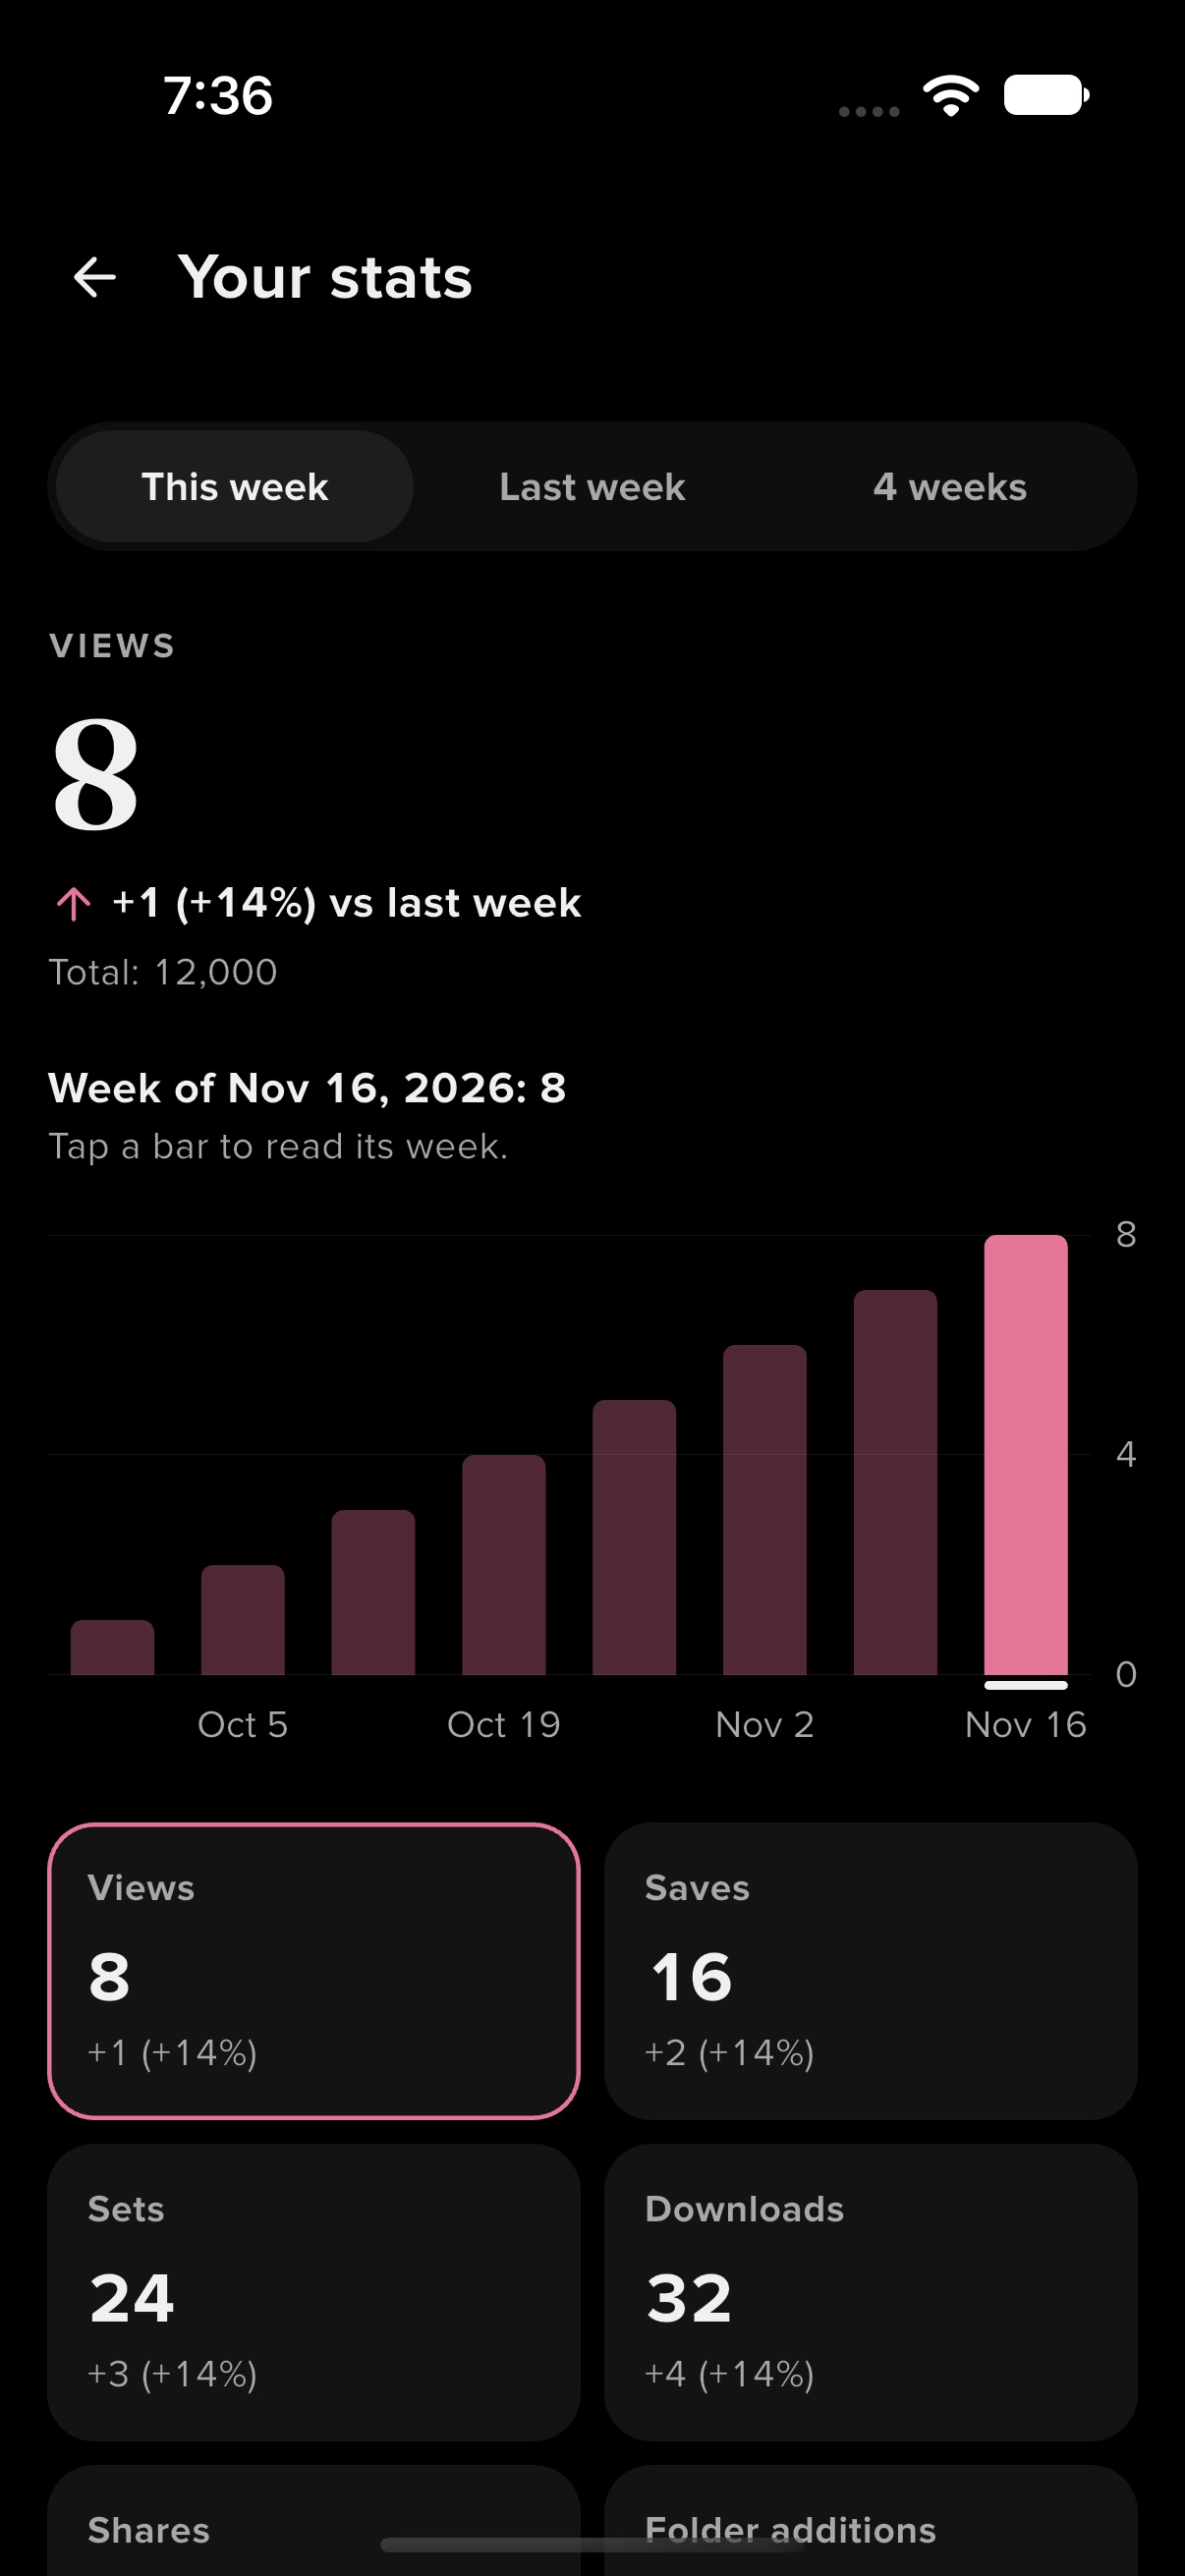 7:36
Your stats
This week
Last week
4 weeks
VIEWS
8
+1 (+14%) vs last week
Total: 12,000
Week of Nov 16, 2026: 8
Tap a bar to read its week.
8
4
0
Oct 5
Oct 19
Nov 2
Nov 16
Views
8
+1 (+14%)
Saves
16
+2 (+14%)
Sets
24
+3 (+14%)
Downloads
32
+4 (+14%)
Shares
Folder additions